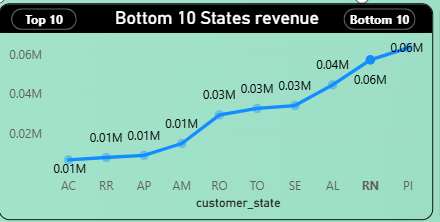 Top 10 Bottom 10 States revenue Bottom 10
0.06M
0.04M
0.02M
0.01M
0.01M
0.01M
0.01M
0.03M
0.03M
0.03M
0.04M
0.06M
0.06M
AC RR AP AM RO TO SE AL RN PI
customer_state